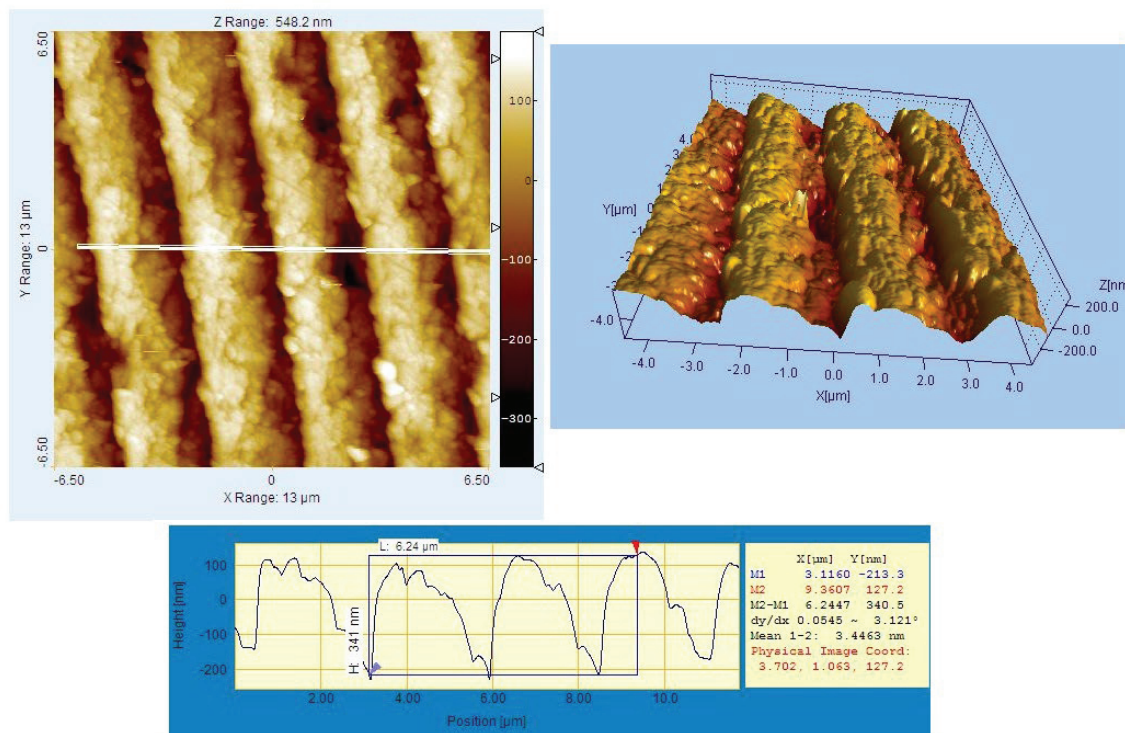 Z Range: 548.2 nm
6.50
Y Range: 13 µm
0
-6.50
-6.50
0
6.50
X Range: 13 µm
100
0
-100
-200
-300
4.
3
2
1
Y[µm]
0
-1
-2
-3
-4.0
-4.0
-3.0
-2.0
-1.0
0.0
1.0
2.0
3.0
4.0
X[µm]
Z[nm
200.0
0.0
-200.0
L: 6.24 µm
H: 341 nm
Height [nm]
100
0
-100
-200
2.00
4.00
6.00
8.00
10.0
Position [µm]
X[µm] Y[nm]
M1 3.1160 -213.3
M2 9.3607 127.2
M2-M1 6.2447 340.5
dy/dx 0.0545 ~ 3.121°
Mean 1-2: 3.4463 nm
Physical Image Coord:
3.702, 1.063, 127.2